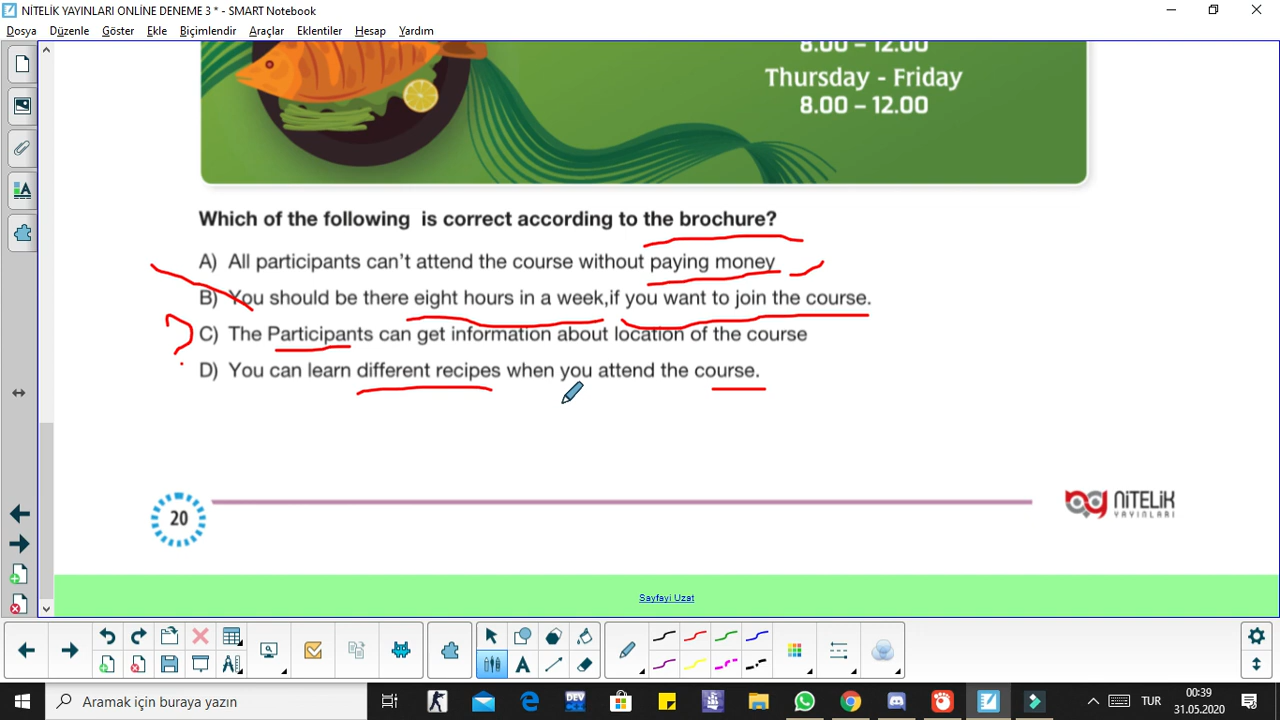 NİTELİK YAYINLARI ONLİNE DENEME 3 * - SMART Notebook
Dosya Düzenle Göster Ekle Biçimlendir Araçlar Eklentiler Hesap Yardım
8.00 – 12.00
Thursday - Friday
8.00 – 12.00
Which of the following is correct according to the brochure?
A) All participants can't attend the course without paying money
B) You should be there eight hours in a week,if you want to join the course.
C) The Participants can get information about location of the course
D) You can learn different recipes when you attend the course.
20
NİTELİK
YAYINLARI
Sayfayi Uzat
Aramak için buraya yazın
TUR
00:39
31.05.2020